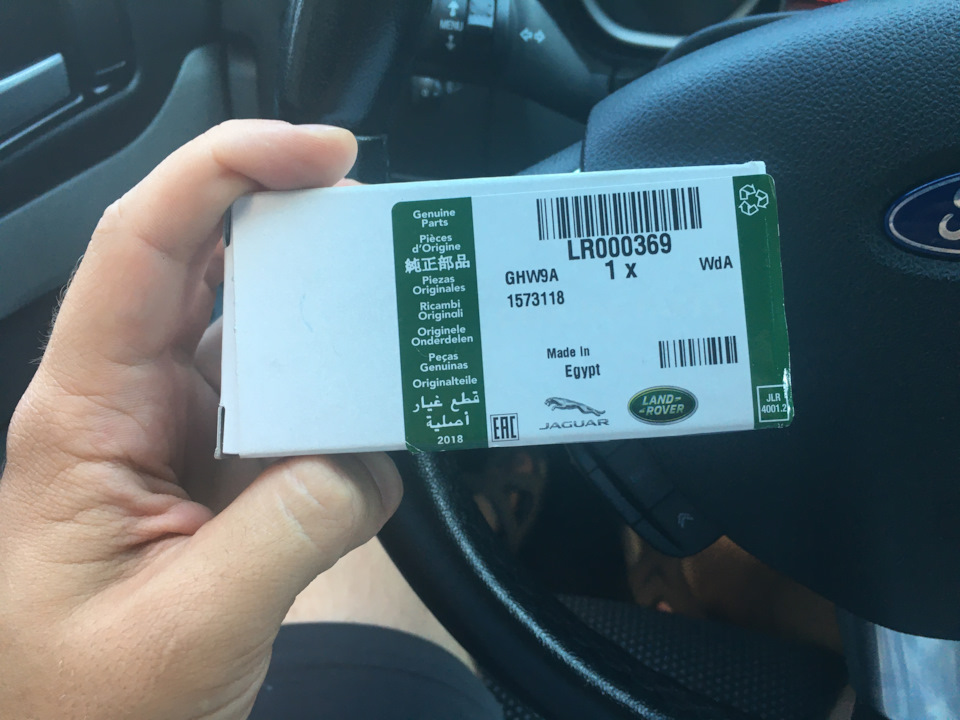 MENU
Genuine
Parts
Pièces
d'Origine
純正部品
Piezas
Originales
Ricambi
Originali
Originele
Onderdelen
Peças
Genuinas
Originalteile
قطع غيار
أصلية
2018
LR000369
1 x
GHW9A
WdA
1573118
Made In
Egypt
EAC
JAGUAR
LAND-
-ROVER
JLR
4001.2